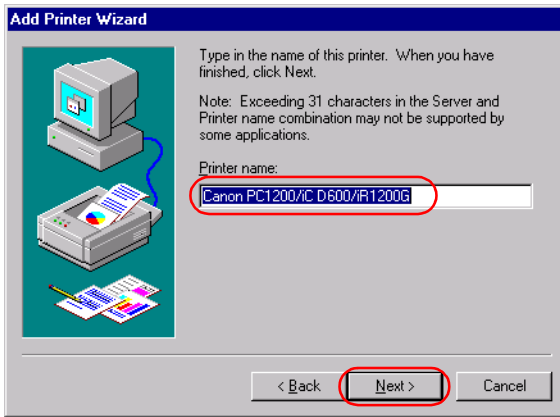 Add Printer Wizard
Type in the name of this printer. When you have
finished, click Next.
Note: Exceeding 31 characters in the Server and
Printer name combination may not be supported by
some applications.
Printer name:
Canon PC1200/iC D600/iR1200G
< Back
Next >
Cancel